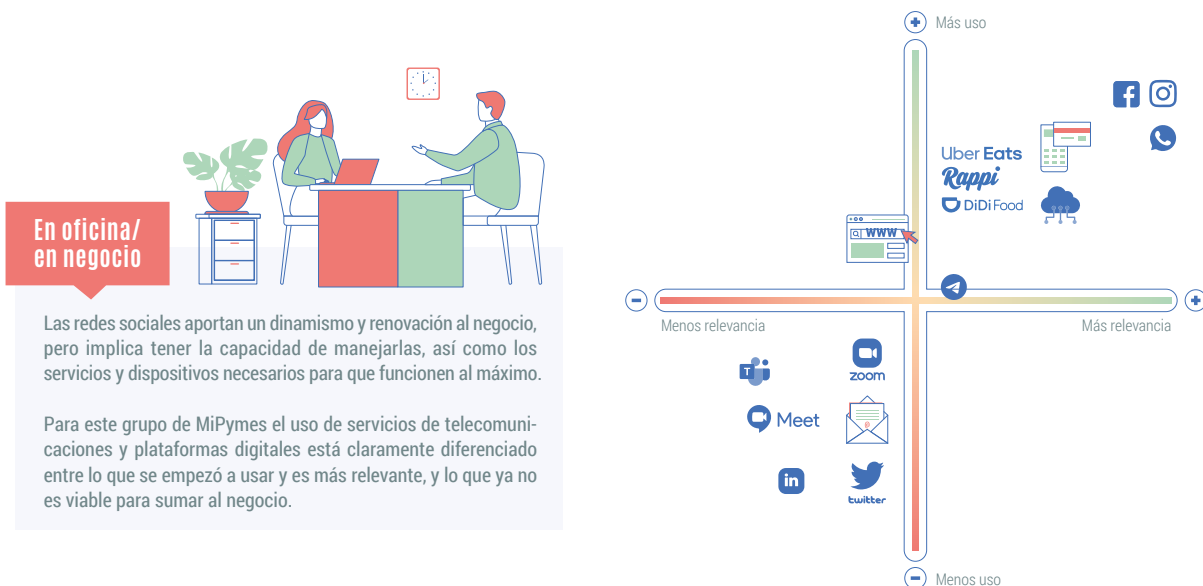 En oficina/
en negocio
Las redes sociales aportan un dinamismo y renovación al negocio,
pero implica tener la capacidad de manejarlas, así como los
servicios y dispositivos necesarios para que funcionen al máximo.
Para este grupo de MiPymes el uso de servicios de telecomuni-
caciones y plataformas digitales está claramente diferenciado
entre lo que se empezó a usar y es más relevante, y lo que ya no
es viable para sumar al negocio.
+ Más uso
Uber Eats
Rappi
DiDi Food
WWW
-
+
Menos relevancia
Más relevancia
T
zoom
Meet
in
twitter
- Menos uso